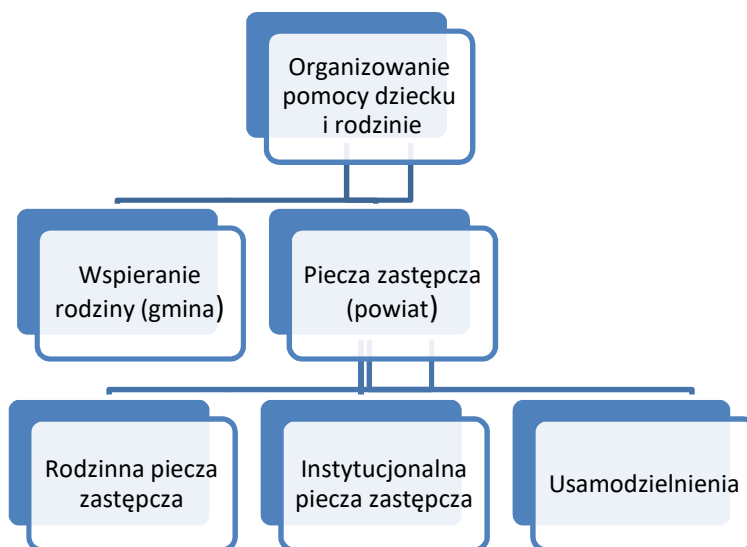 Organizowanie
pomocy dziecku
i rodzinie
Wspieranie
rodziny (gmina)
Piecza zastępcza
(powiat)
Rodzinna piecza
zastępcza
Instytucjonalna
piecza zastępcza
Usamodzielnienia